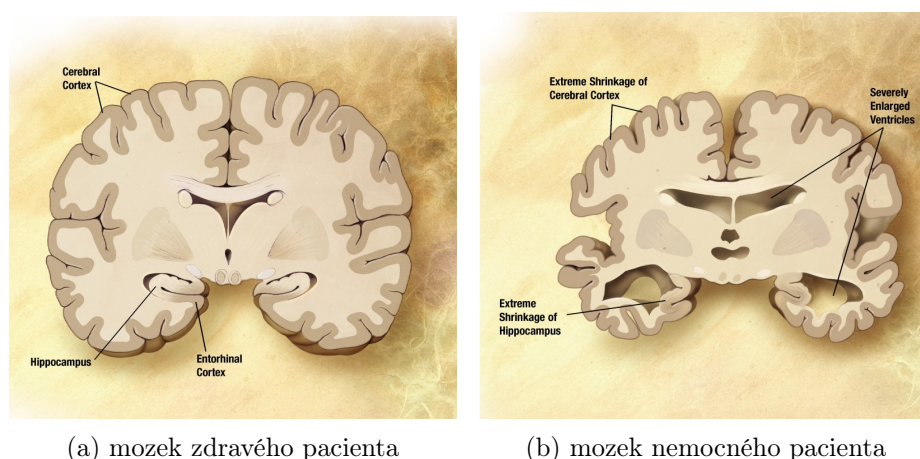 Cerebral
Cortex
Hippocampus
Entorhinal
Cortex
(a) mozek zdravého pacienta
Extreme Shrinkage of
Cerebral Cortex
Severely
Enlarged
Ventricles
Extreme
Shrinkage of
Hippocampus
(b) mozek nemocného pacienta